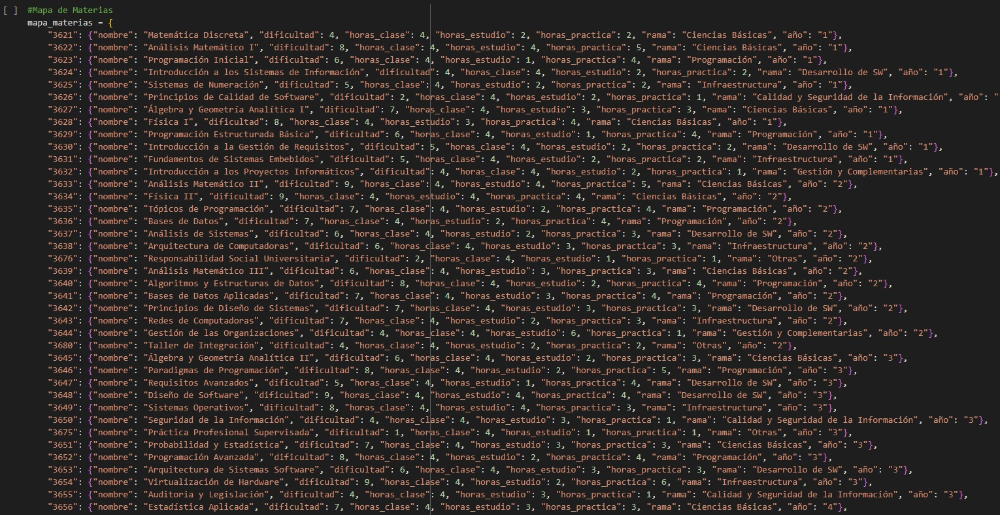 [ ] #Mapa de Materias
mapa_materias = {
"3621": {"nombre": "Matemática Discreta", "dificultad": 4, "horas_clase": 4, "horas_estudio": 2, "horas_practica": 2, "rama": "Ciencias Básicas", "año": "1"},
"3622": {"nombre": "Análisis Matemático I", "dificultad": 8, "horas_clase": 4, "horas_estudio": 4, "horas_practica": 5, "rama": "Ciencias Básicas", "año": "1"},
"3623": {"nombre": "Programación Inicial", "dificultad": 6, "horas_clase": 4, "horas_estudio": 1, "horas_practica": 4, "rama": "Programación", "año": "1"},
"3624": {"nombre": "Introducción a los Sistemas de Información", "dificultad": 4, "horas_clase": 4, "horas_estudio": 2, "horas_practica": 2, "rama": "Desarrollo de SW", "año": "1"},
"3625": {"nombre": "Sistemas de Numeración", "dificultad": 5, "horas_clase": 4, "horas_estudio": 2, "horas_practica": 2, "rama": "Infraestructura", "año": "1"},
"3626": {"nombre": "Principios de Calidad de Software", "dificultad": 2, "horas_clase": 4, "horas_estudio": 2, "horas_practica": 1, "rama": "Calidad y Seguridad de la Información", "año": "
"3627": {"nombre": "Álgebra y Geometría Analítica I", "dificultad": 7, "horas_clase": 4, "horas_estudio": 3, "horas_practica": 3, "rama": "Ciencias Básicas", "año": "1"},
"3628": {"nombre": "Física I", "dificultad": 8, "horas_clase": 4, "horas_estudio": 3, "horas_practica": 4, "rama": "Ciencias Básicas", "año": "1"},
"3629": {"nombre": "Programación Estructurada Básica", "dificultad": 6, "horas_clase": 4, "horas_estudio": 1, "horas_practica": 4, "rama": "Programación", "año": "1"},
"3630": {"nombre": "Introducción a la Gestión de Requisitos", "dificultad": 5, "horas_clase": 4, "horas_estudio": 2, "horas_practica": 2, "rama": "Desarrollo de SW", "año": "1"},
"3631": {"nombre": "Fundamentos de Sistemas Embebidos", "dificultad": 5, "horas_clase": 4, "horas_estudio": 2, "horas_practica": 2, "rama": "Infraestructura", "año": "1"},
"3632": {"nombre": "Introducción a los Proyectos Informáticos", "dificultad": 4, "horas_clase": 4, "horas_estudio": 2, "horas_practica": 1, "rama": "Gestión y Complementarias", "año": "1"},
"3633": {"nombre": "Análisis Matemático II", "dificultad": 9, "horas_clase": 4, "horas_estudio": 4, "horas_practica": 5, "rama": "Ciencias Básicas", "año": "2"},
"3634": {"nombre": "Física II", "dificultad": 9, "horas_clase": 4, "horas_estudio": 4, "horas_practica": 4, "rama": "Ciencias Básicas", "año": "2"},
"3635": {"nombre": "Tópicos de Programación", "dificultad": 7, "horas_clase": 4, "horas_estudio": 2, "horas_practica": 4, "rama": "Programación", "año": "2"},
"3636": {"nombre": "Bases de Datos", "dificultad": 7, "horas_clase": 4, "horas_estudio": 2, "horas_practica": 4, "rama": "Programación", "año": "2"},
"3637": {"nombre": "Análisis de Sistemas", "dificultad": 6, "horas_clase": 4, "horas_estudio": 2, "horas_practica": 3, "rama": "Desarrollo de SW", "año": "2"},
"3638": {"nombre": "Arquitectura de Computadoras", "dificultad": 6, "horas_clase": 4, "horas_estudio": 3, "horas_practica": 3, "rama": "Infraestructura", "año": "2"},
"3676": {"nombre": "Responsabilidad Social Universitaria", "dificultad": 2, "horas_clase": 4, "horas_estudio": 1, "horas_practica": 1, "rama": "Otras", "año": "2"},
"3639": {"nombre": "Análisis Matemático III", "dificultad": 6, "horas_clase": 4, "horas_estudio": 3, "horas_practica": 3, "rama": "Ciencias Básicas", "año": "2"},
"3640": {"nombre": "Algoritmos y Estructuras de Datos", "dificultad": 8, "horas_clase": 4, "horas_estudio": 2, "horas_practica": 4, "rama": "Programación", "año": "2"},
"3641": {"nombre": "Bases de Datos Aplicadas", "dificultad": 7, "horas_clase": 4, "horas_estudio": 3, "horas_practica": 4, "rama": "Programación", "año": "2"},
"3642": {"nombre": "Principios de Diseño de Sistemas", "dificultad": 7, "horas_clase": 4, "horas_estudio": 3, "horas_practica": 3, "rama": "Desarrollo de SW", "año": "2"},
"3643": {"nombre": "Redes de Computadoras", "dificultad": 7, "horas_clase": 4, "horas_estudio": 2, "horas_practica": 3, "rama": "Infraestructura", "año": "2"},
"3644": {"nombre": "Gestión de las Organizaciones", "dificultad": 4, "horas_clase": 4, "horas_estudio": 6, "horas_practica": 1, "rama": "Gestión y Complementarias", "año": "2"},
"3680": {"nombre": "Taller de Integración", "dificultad": 4, "horas_clase": 4, "horas_estudio": 2, "horas_practica": 2, "rama": "Otras", "año": "2"},
"3645": {"nombre": "Álgebra y Geometría Analítica II", "dificultad": 6, "horas_clase": 4, "horas_estudio": 2, "horas_practica": 3, "rama": "Ciencias Básicas", "año": "3"},
"3646": {"nombre": "Paradigmas de Programación", "dificultad": 8, "horas_clase": 4, "horas_estudio": 2, "horas_practica": 5, "rama": "Programación", "año": "3"},
"3647": {"nombre": "Requisitos Avanzados", "dificultad": 5, "horas_clase": 4, "horas_estudio": 1, "horas_practica": 4, "rama": "Desarrollo de SW", "año": "3"},
"3648": {"nombre": "Diseño de Software", "dificultad": 9, "horas_clase": 4, "horas_estudio": 4, "horas_practica": 4, "rama": "Desarrollo de SW", "año": "3"},
"3649": {"nombre": "Sistemas Operativos", "dificultad": 8, "horas_clase": 4, "horas_estudio": 4, "horas_practica": 3, "rama": "Infraestructura", "año": "3"},
"3650": {"nombre": "Seguridad de la Información", "dificultad": 4, "horas_clase": 4, "horas_estudio": 3, "horas_practica": 1, "rama": "Calidad y Seguridad de la Información", "año": "3"},
"3675": {"nombre": "Práctica Profesional Supervisada", "dificultad": 1, "horas_clase": 4, "horas_estudio": 1, "horas_practica": 1, "rama": "Otras", "año": "3"},
"3651": {"nombre": "Probabilidad y Estadística", "dificultad": 7, "horas_clase": 4, "horas_estudio": 3, "horas_practica": 3, "rama": "Ciencias Básicas", "año": "3"},
"3652": {"nombre": "Programación Avanzada", "dificultad": 8, "horas_clase": 4, "horas_estudio": 2, "horas_practica": 4, "rama": "Programación", "año": "3"},
"3653": {"nombre": "Arquitectura de Sistemas Software", "dificultad": 6, "horas_clase": 4, "horas_estudio": 3, "horas_practica": 3, "rama": "Desarrollo de SW", "año": "3"},
"3654": {"nombre": "Virtualización de Hardware", "dificultad": 9, "horas_clase": 4, "horas_estudio": 2, "horas_practica": 6, "rama": "Infraestructura", "año": "3"},
"3655": {"nombre": "Auditoria y Legislación", "dificultad": 4, "horas_clase": 4, "horas_estudio": 3, "horas_practica": 1, "rama": "Calidad y Seguridad de la Información", "año": "3"},
"3656": {"nombre": "Estadística Aplicada", "dificultad": 7, "horas_clase": 4, "horas_estudio": 3, "horas_practica": 3, "rama": "Ciencias Básicas", "año": "4"},